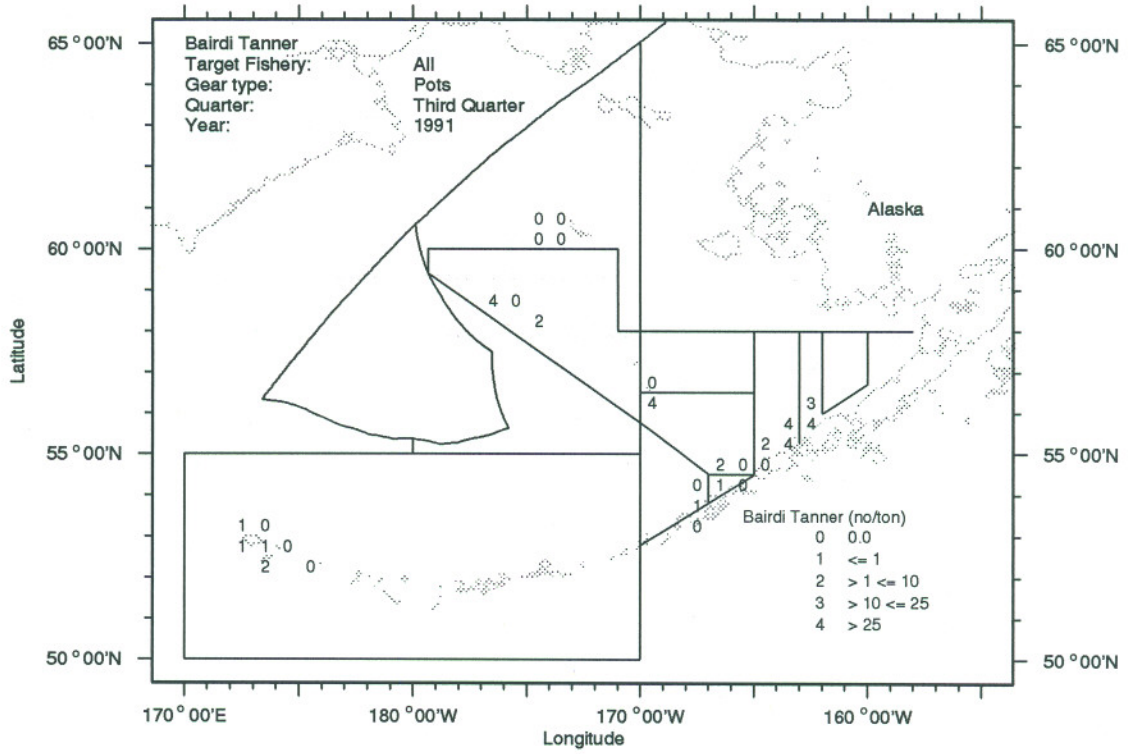 65 °00'N
65 °00'N
Bairdi Tanner
Target Fishery: All
Gear type: Pots
Quarter: Third Quarter
Year: 1991
Alaska
0 0
60 °00'N
0 0
60 °00'N
4 0
2
Latitude
0
4
3
4 4
2 4
55 °00'N
2 0 0
55 °00'N
0 1 0
1
0
Bairdi Tanner (no/ton)
1 0
0 0.0
1 1 0
1 <= 1
2 0
2 > 1 <= 10
3 > 10 <= 25
4 > 25
50 °00'N
50 °00'N
170 °00'E
180 °00'W
170 °00'W
160 °00'W
Longitude